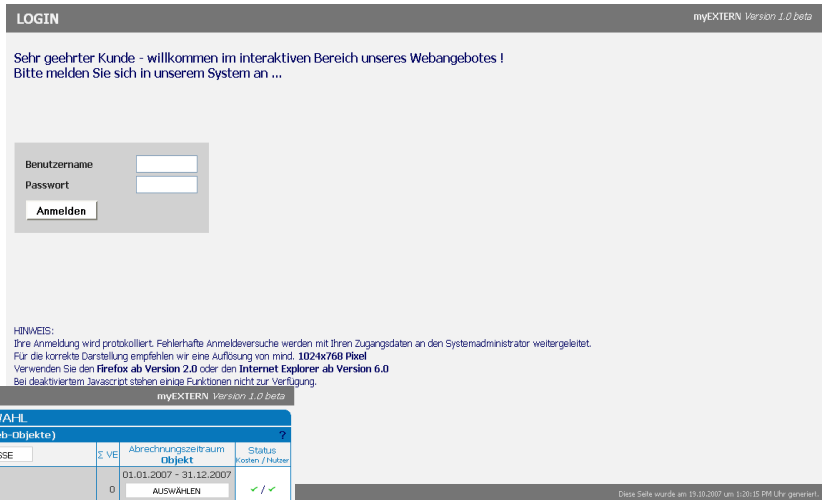 LOGIN
myEXTERN Version 1.0 beta
Sehr geehrter Kunde - willkommen im interaktiven Bereich unseres Webangebotes !
Bitte melden Sie sich in unserem System an ...
Benutzername
Passwort
Anmelden
HINWEIS:
Ihre Anmeldung wird protokolliert. Fehlerhafte Anmeldeversuche werden mit Ihren Zugangsdaten an den Systemadministrator weitergeleitet.
Für die korrekte Darstellung empfehlen wir eine Auflösung von mind. 1024x768 Pixel
Verwenden Sie den Firefox ab Version 2.0 oder den Internet Explorer ab Version 6.0
Bei deaktiviertem Javascript stehen einige Funktionen nicht zur Verfügung.
myEXTERN Version 1.0 beta
WAHL
eb-Objekte) ?
SSE
Σ VE
Abrechnungszeitraum
Objekt
Status
Kosten / Nutzer
01.01.2007 - 31.12.2007
0 AUSWÄHLEN ✓ / ✓
Diese Seite wurde am 19.10.2007 um 1:20:15 PM Uhr generiert.